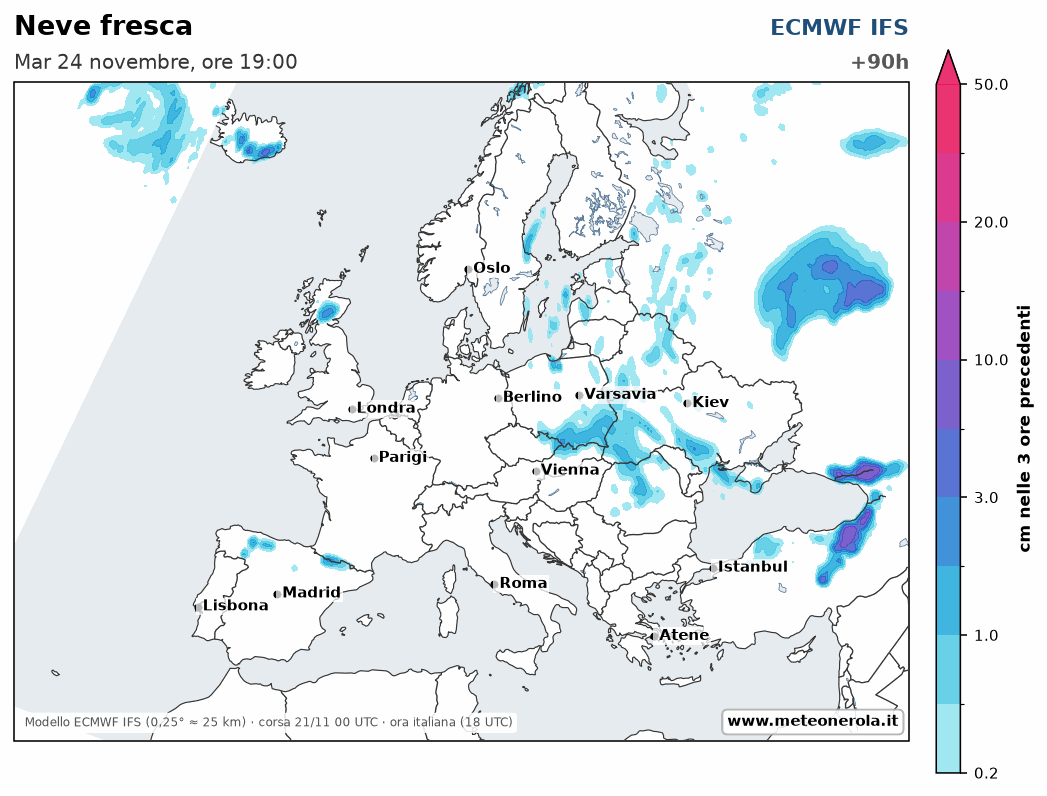 Neve fresca
ECMWF IFS
Mar 24 novembre, ore 19:00
+90h
50.0
20.0
10.0
3.0
1.0
0.2
cm nelle 3 ore precedenti
Oslo
Berlino
Varsavia
Kiev
Londra
Parigi
Vienna
Istanbul
Roma
Madrid
Lisbona
Atene
Modello ECMWF IFS (0,25° ≈ 25 km) · corsa 21/11 00 UTC · ora italiana (18 UTC)
www.meteonerola.it